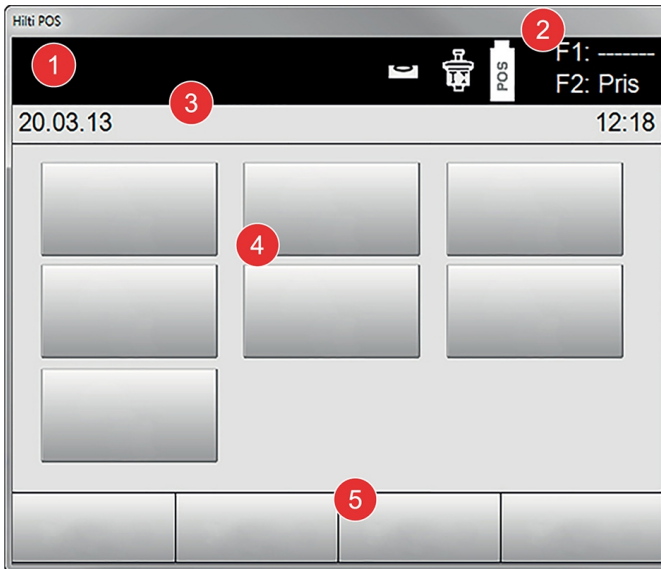 Hilti POS
1
2
F1: -------
POS
F2: Pris
3
20.03.13
12:18
4
5